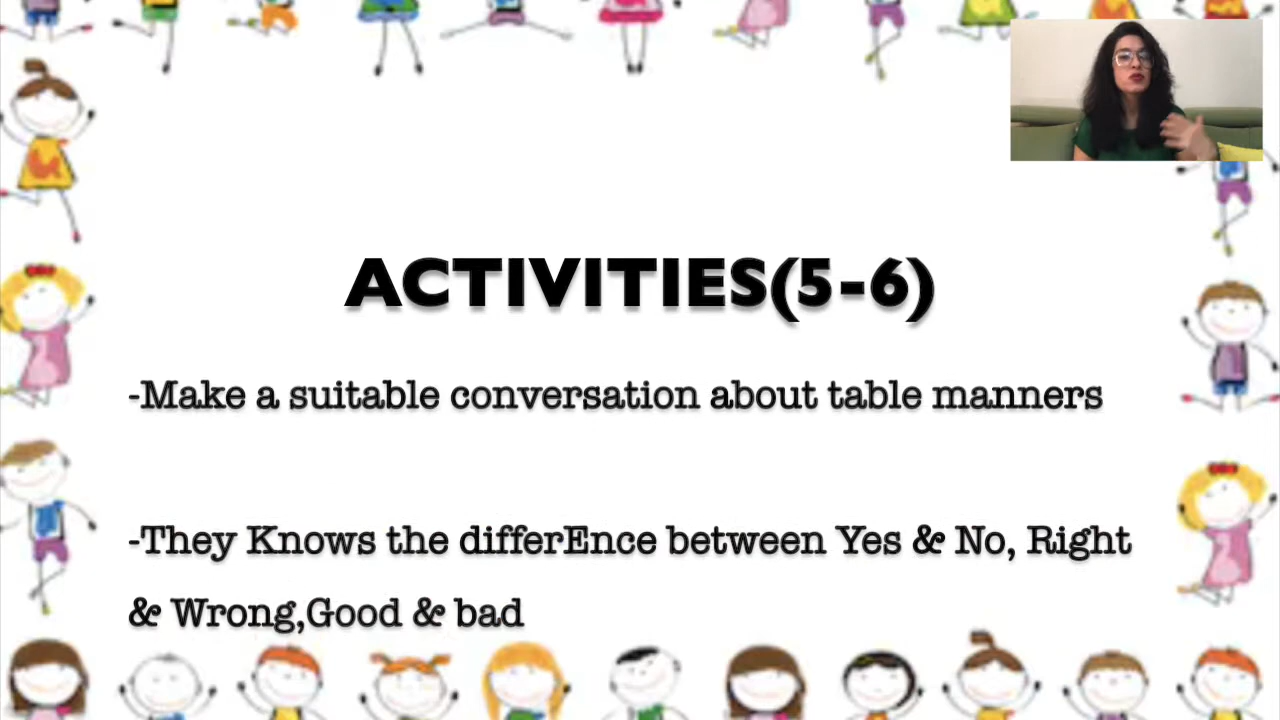 ACTIVITIES(5-6)
-Make a suitable conversation about table manners
-They Knows the differEnce between Yes & No, Right
& Wrong,Good & bad